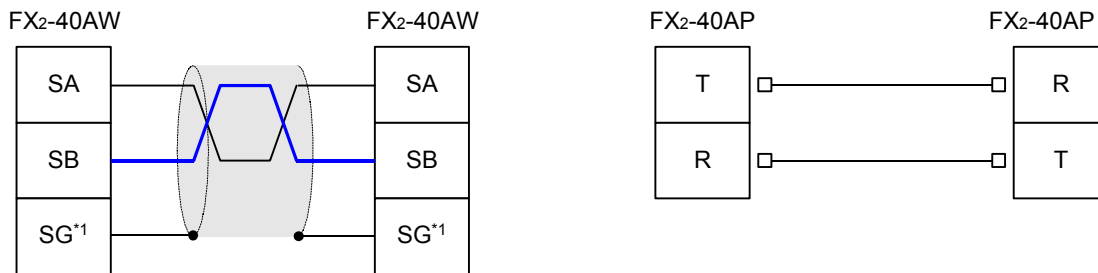 FX2-40AW FX2-40AW FX2-40AP FX2-40AP
SA SA T R
SB SB R T
SG*1 SG*1